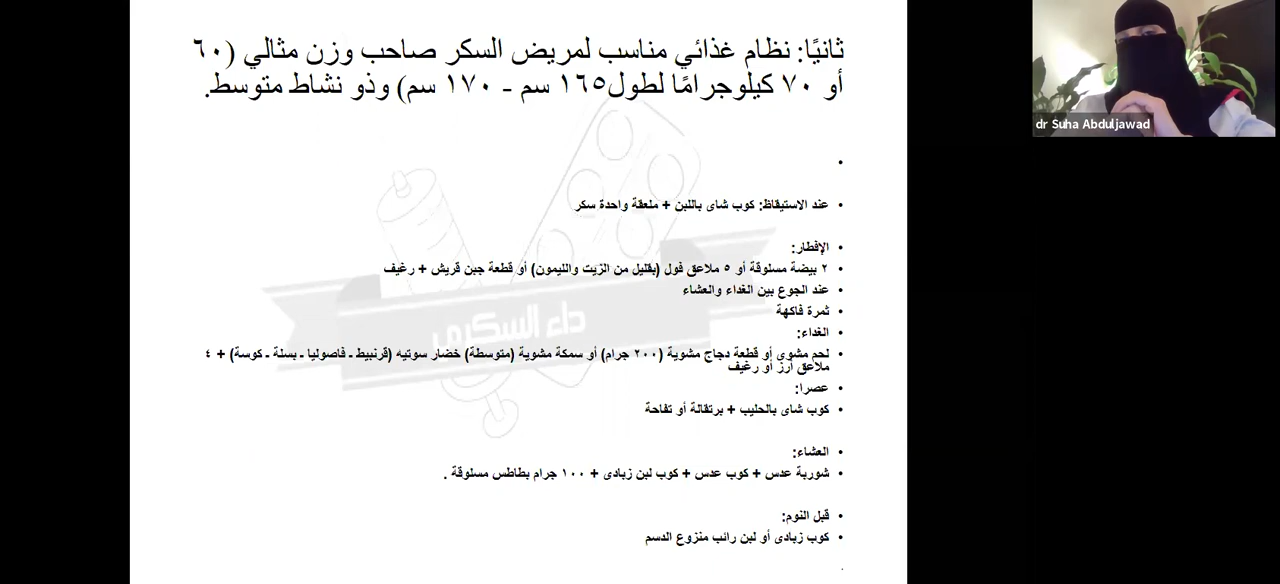 ثانيًا: نظام غذائي مناسب لمريض السكر صاحب وزن مثالي (٦٠
أو ٧٠ كيلوجرامًا لطول١٦٥ سم - ١٧٠ سم) وذو نشاط متوسط.
dr Suha Abduljawad
•
• عند الاستيقاظ: كوب شاى باللبن + ملعقة واحدة سكر
• الإفطار:
• ٢ بيضة مسلوقة أو ٥ ملاعق فول (بقليل من الزيت والليمون) أو قطعة جبن قريش + رغيف
• عند الجوع بين الغداء والعشاء
• ثمرة فاكهة
• الغداء:
• لحم مشوى أو قطعة دجاج مشوية (٢٠٠ جرام) أو سمكة مشوية (متوسطة) خضار سوتيه (قرنبيط ـ فاصوليا ـ بسلة ـ كوسة) + ٤
ملاعق أرز أو رغيف
• عصرا:
• كوب شاى بالحليب + برتقالة أو تفاحة
• العشاء:
• شوربة عدس + كوب عدس + كوب لبن زبادى + ١٠٠ جرام بطاطس مسلوقة .
• قبل النوم:
• كوب زبادى أو لبن رائب منزوع الدسم
.
داء السكري